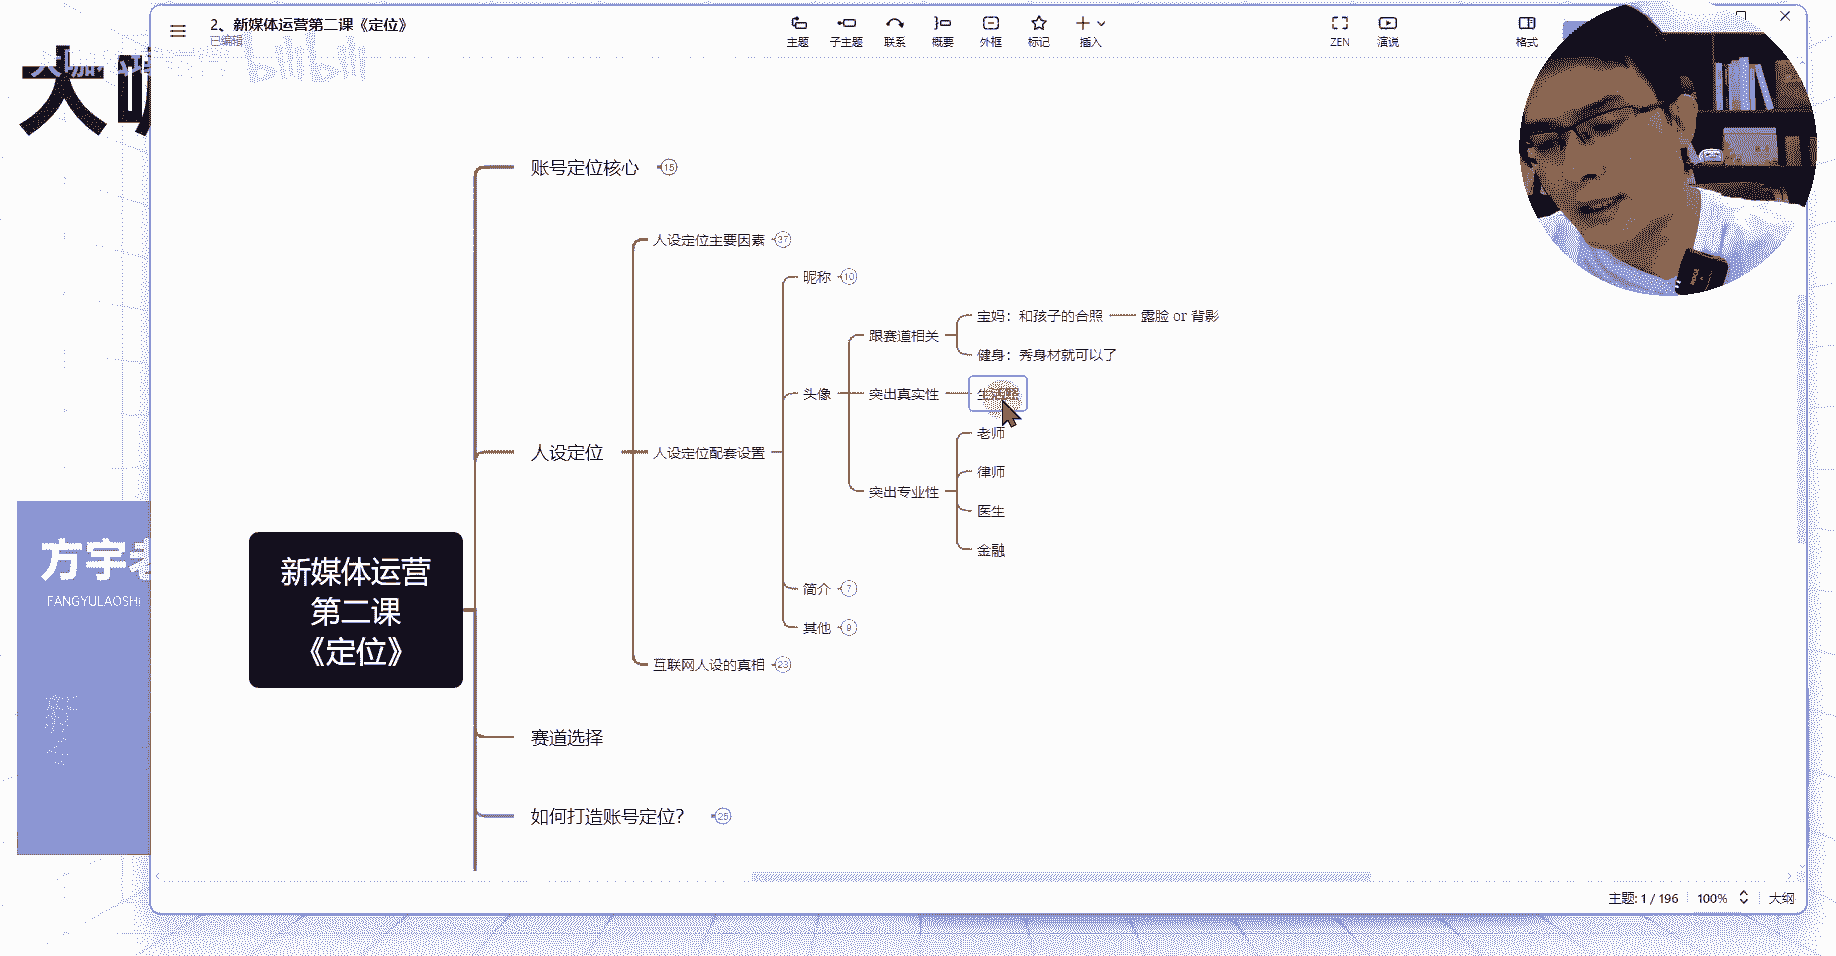 2、新媒体运营第二课《定位》
已编辑
主题
子主题
联系
概要
外框
标记
插入
ZEN
演说
格式
大咖
bilibili
账号定位核心 15
人设定位主要因素 37
昵称 10
宝妈：和孩子的合照 露脸 or 背影
跟赛道相关
健身：秀身材就可以了
头像
突出真实性
生活照
老师
人设定位
人设定位配套设置
律师
突出专业性
医生
金融
方宇老
FANGYULAOSHI
新媒体运营
第二课
《定位》
简介 7
其他 9
互联网人设的真相 23
赛道选择
如何打造账号定位？ 25
主题: 1 / 196
100%
大纲